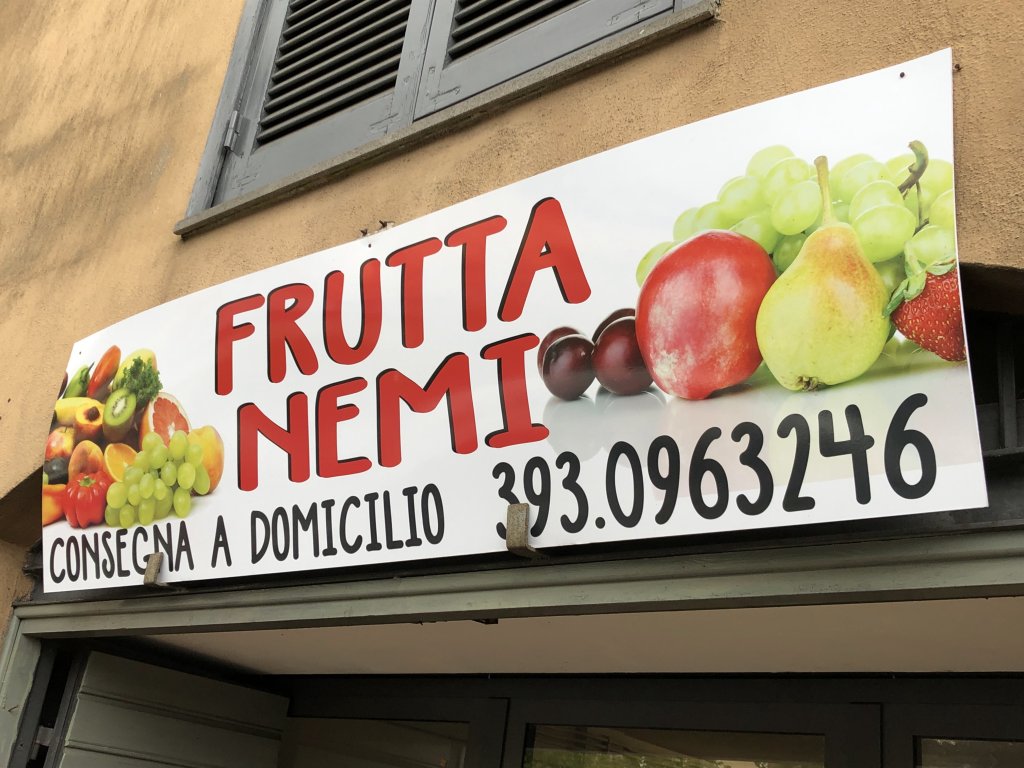 FRUTTA
NEMI
CONSEGNA A DOMICILIO 393.0963246